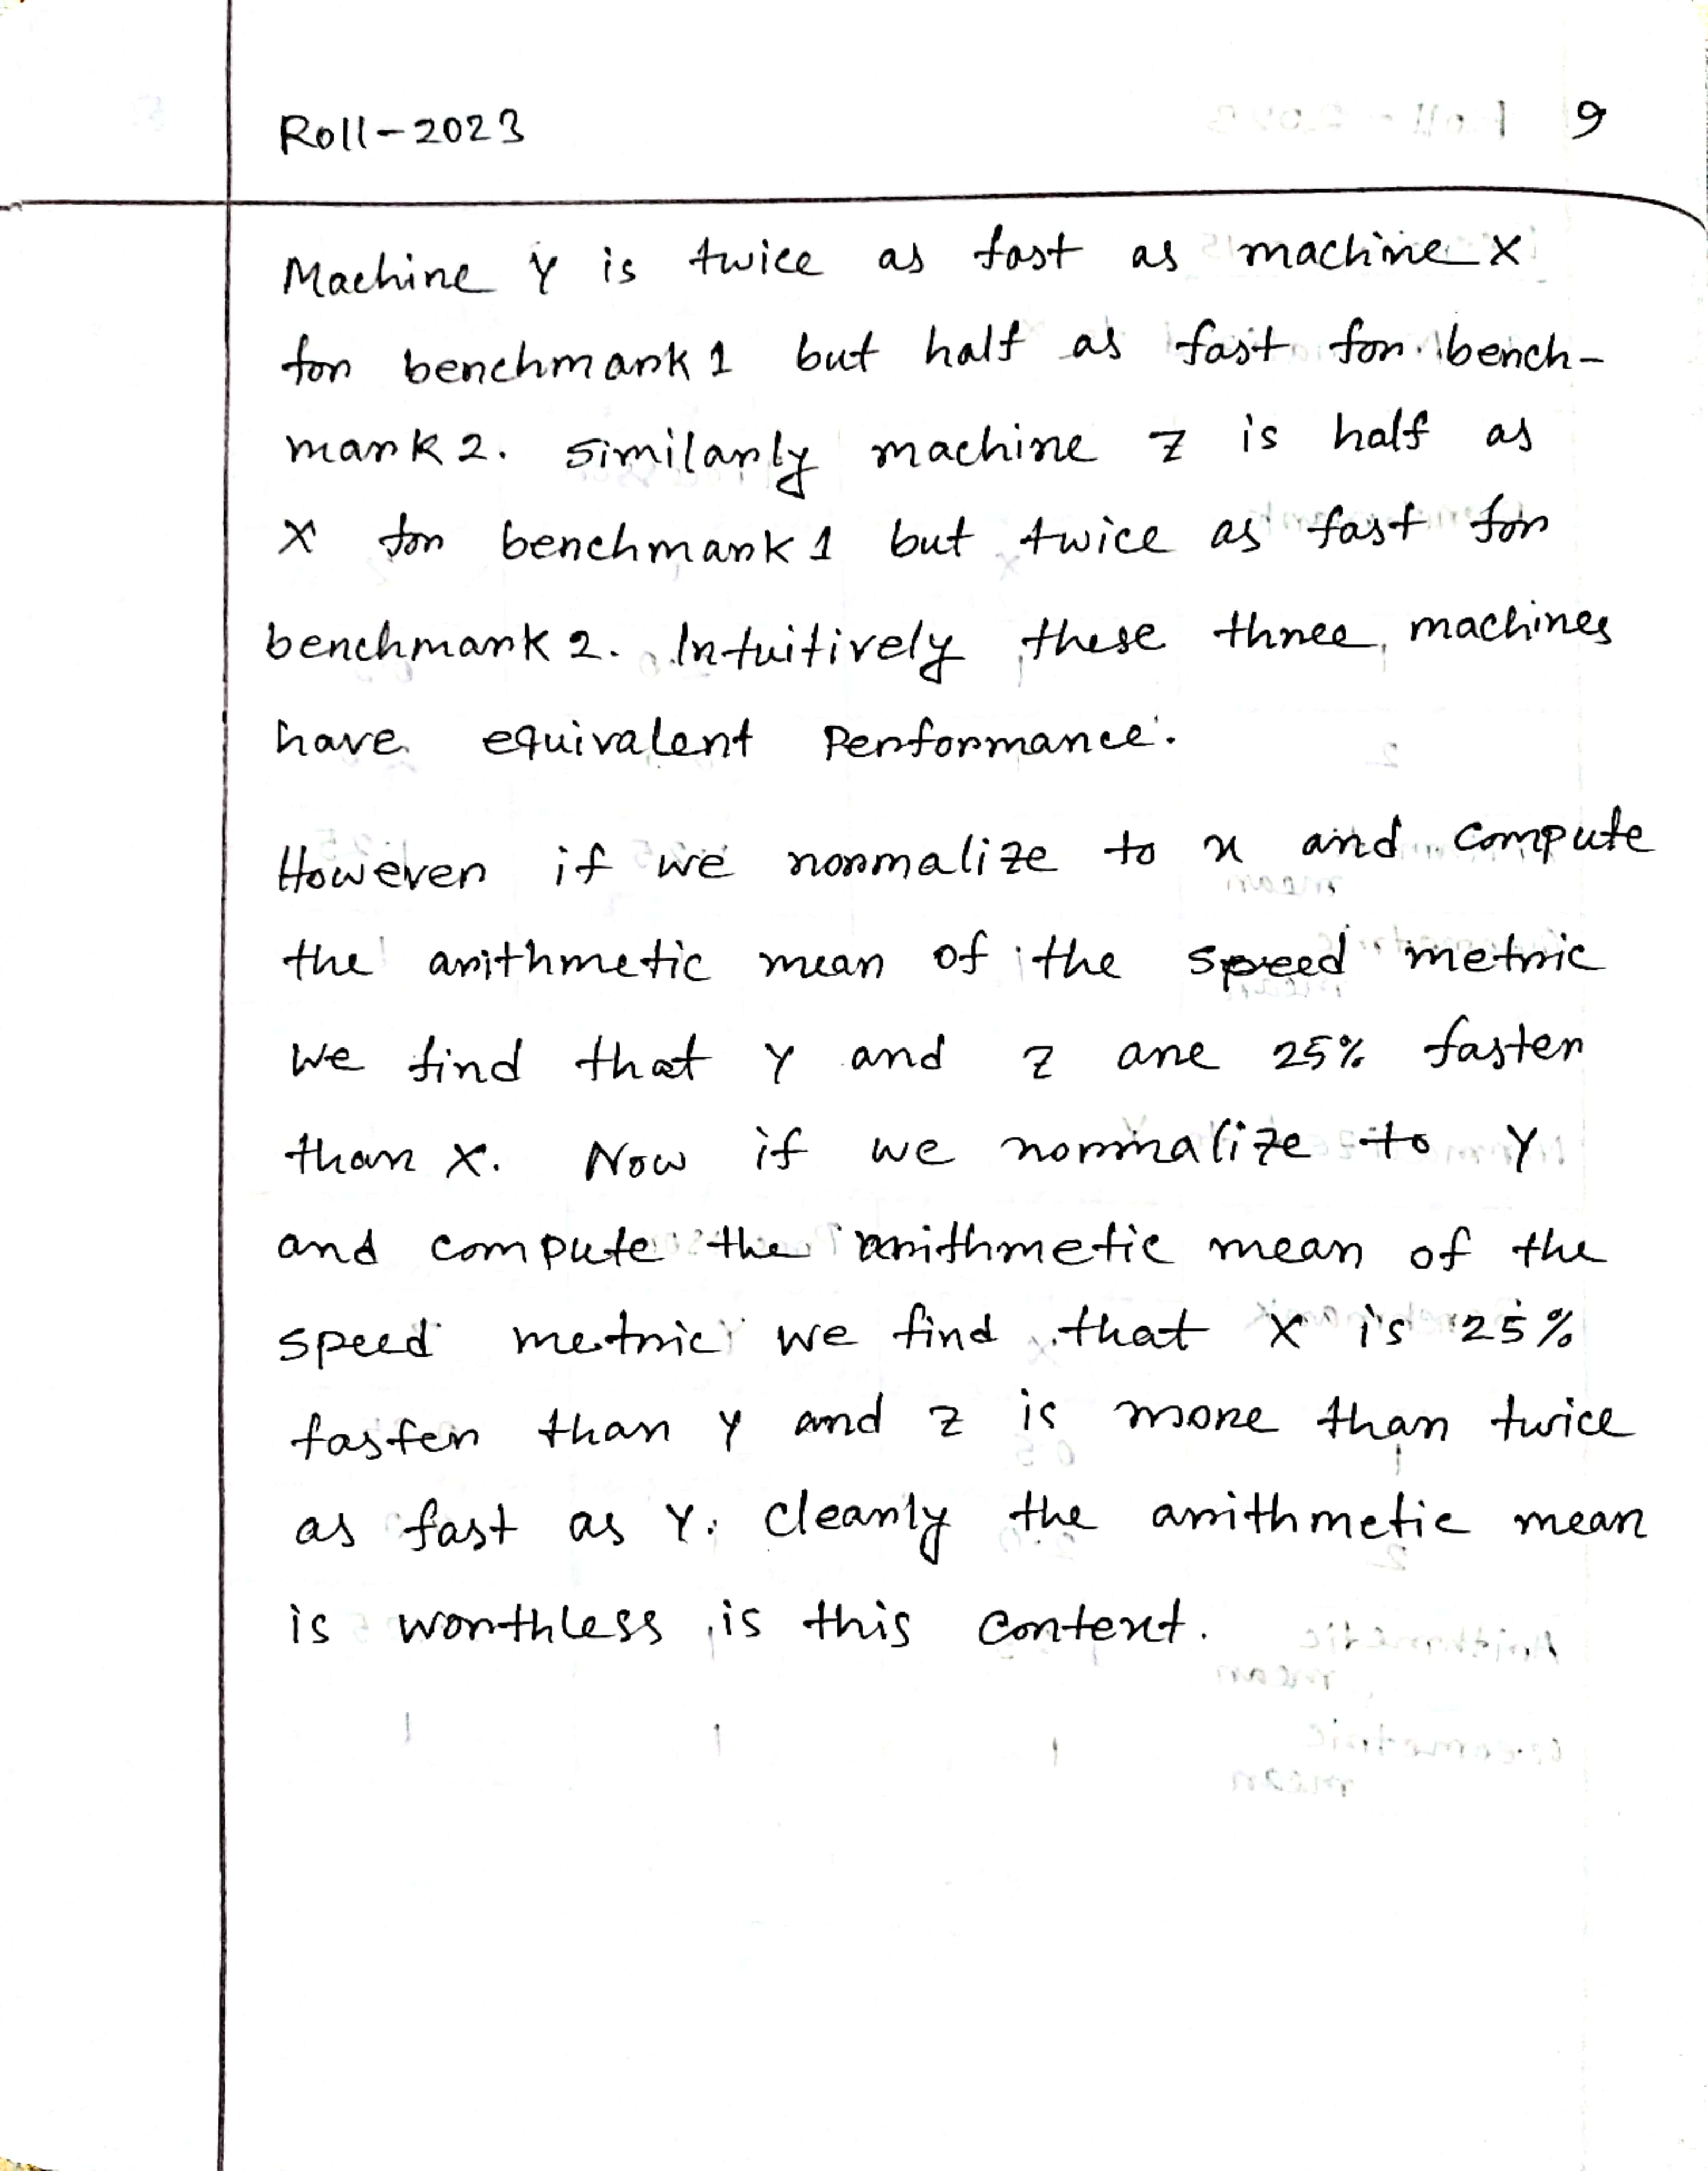 Roll-2023
9
Machine Y is twice as fast as machine X
for benchmark 1 but half as fast for bench-
mark 2. Similarly machine Z is half as
X for benchmark 1 but twice as fast for
benchmark 2. Intuitively these three machines
have equivalent Performance.
However if we normalize to x and compute
the arithmetic mean of the speed metric
we find that Y and Z are 25% faster
than X. Now if we normalize to Y
and compute the arithmetic mean of the
speed metric we find that X is 25%
faster than Y and Z is more than twice
as fast as Y. Clearly the arithmetic mean
is worthless is this context.